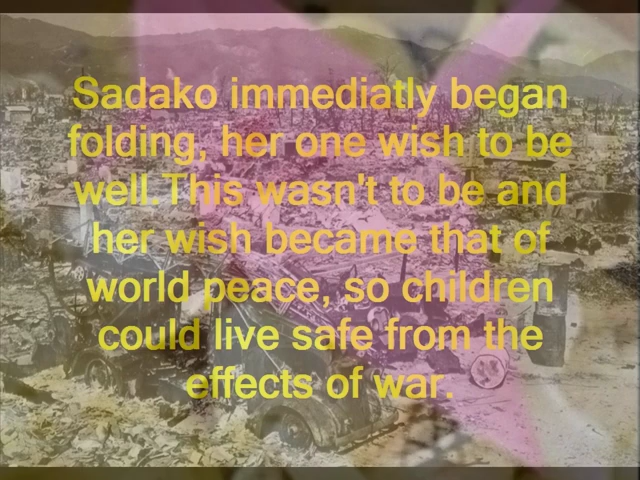 Sadako immediatly began
folding, her one wish to be
well.This wasn't to be and
her wish became that of
world peace, so children
could live safe from the
effects of war.